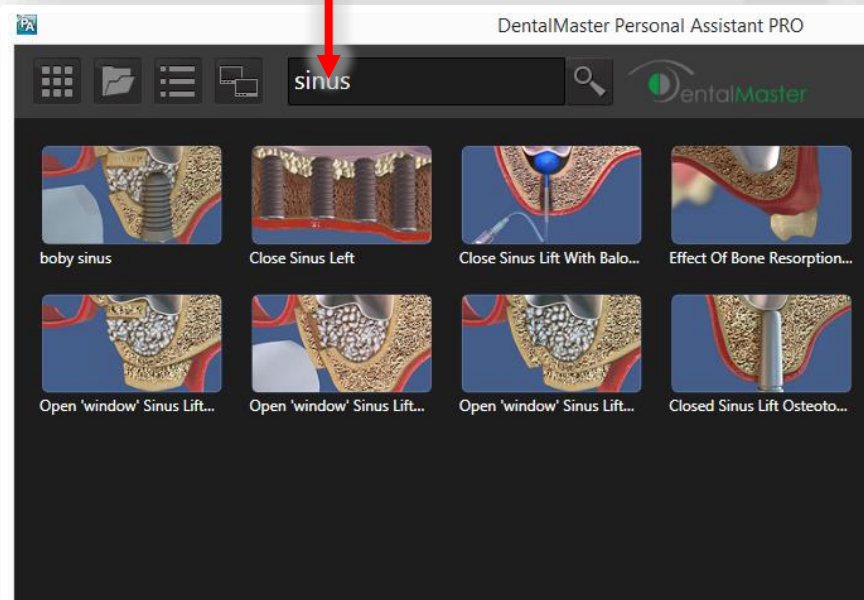 PA
DentalMaster Personal Assistant PRO
sinus
DentalMaster
boby sinus
Close Sinus Left
Close Sinus Lift With Balo...
Effect Of Bone Resorption...
Open 'window' Sinus Lift...
Open 'window' Sinus Lift...
Open 'window' Sinus Lift...
Closed Sinus Lift Osteoto...